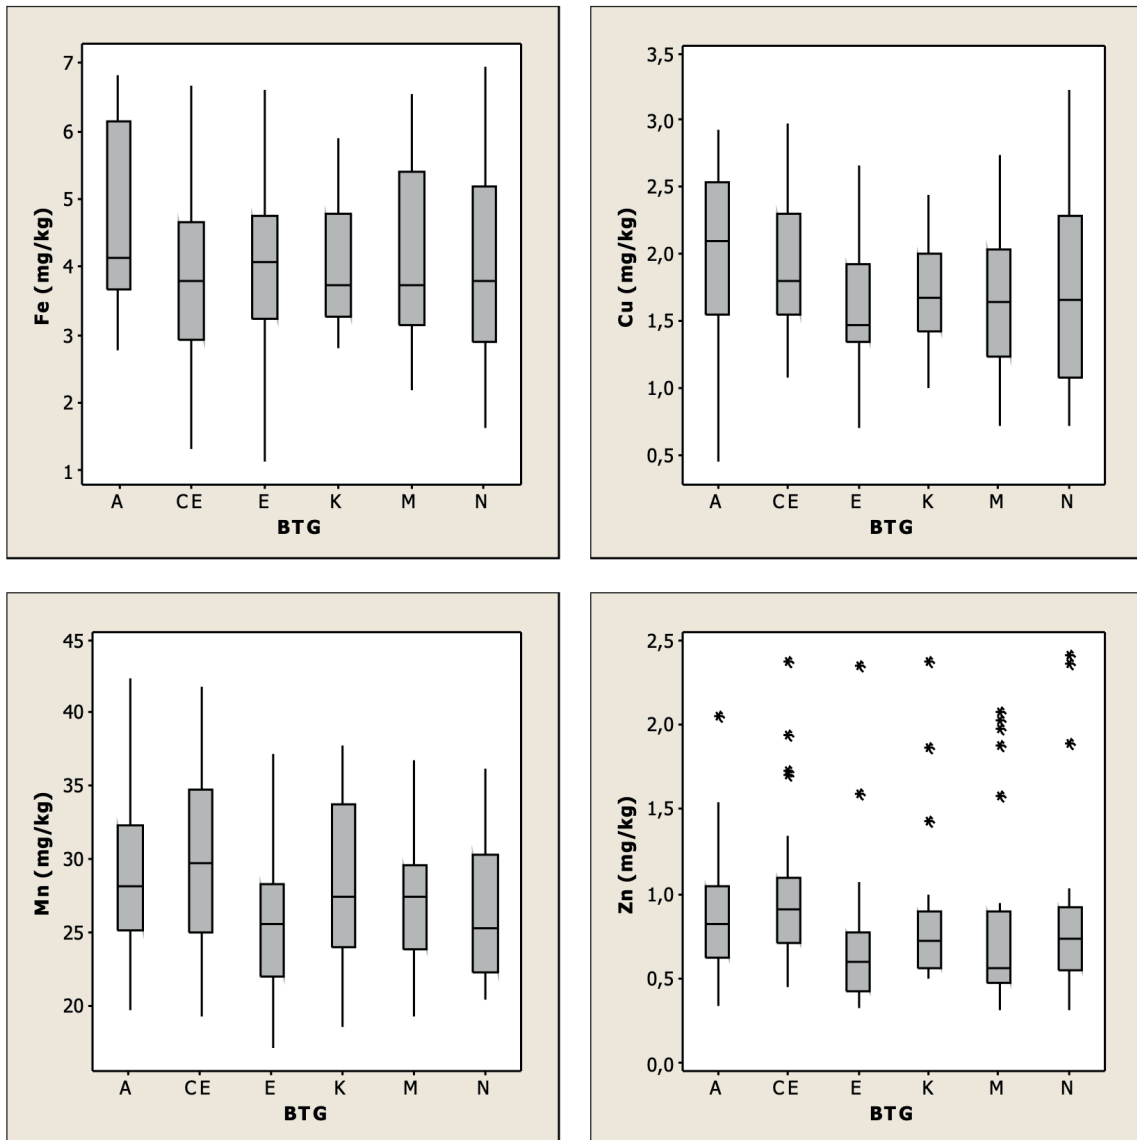 Fe (mg/kg)
7
6
5
4
3
2
1
A CE E K M N
BTG
Cu (mg/kg)
3,5
3,0
2,5
2,0
1,5
1,0
0,5
A CE E K M N
BTG
Mn (mg/kg)
45
40
35
30
25
20
A CE E K M N
BTG
Zn (mg/kg)
2,5
2,0
1,5
1,0
0,5
0,0
A CE E K M N
BTG